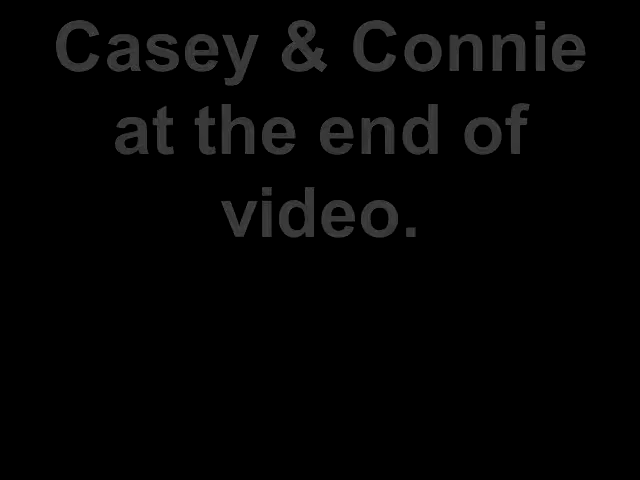 Casey & Connie
at the end of
video.